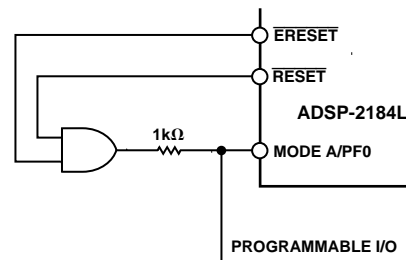 ERESET
RESET
ADSP-2184L
1kΩ
MODE A/PF0
PROGRAMMABLE I/O